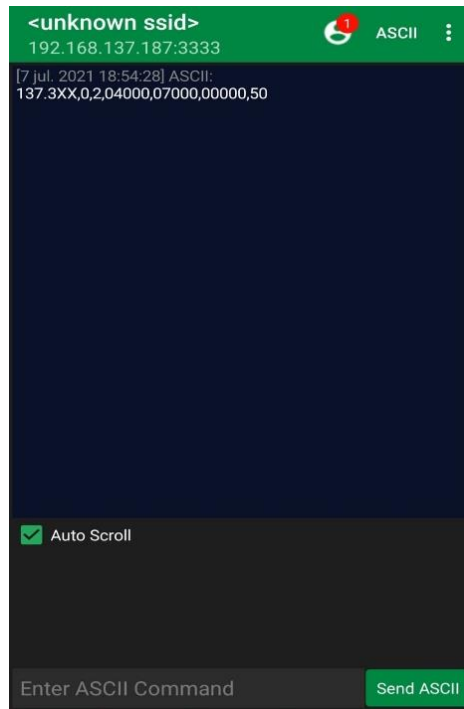 <unknown ssid>
192.168.137.187:3333
1
ASCII
[7 jul. 2021 18:54:28] ASCII:
137.3XX,0,2,04000,07000,00000,50
Auto Scroll
Enter ASCII Command
Send ASCII